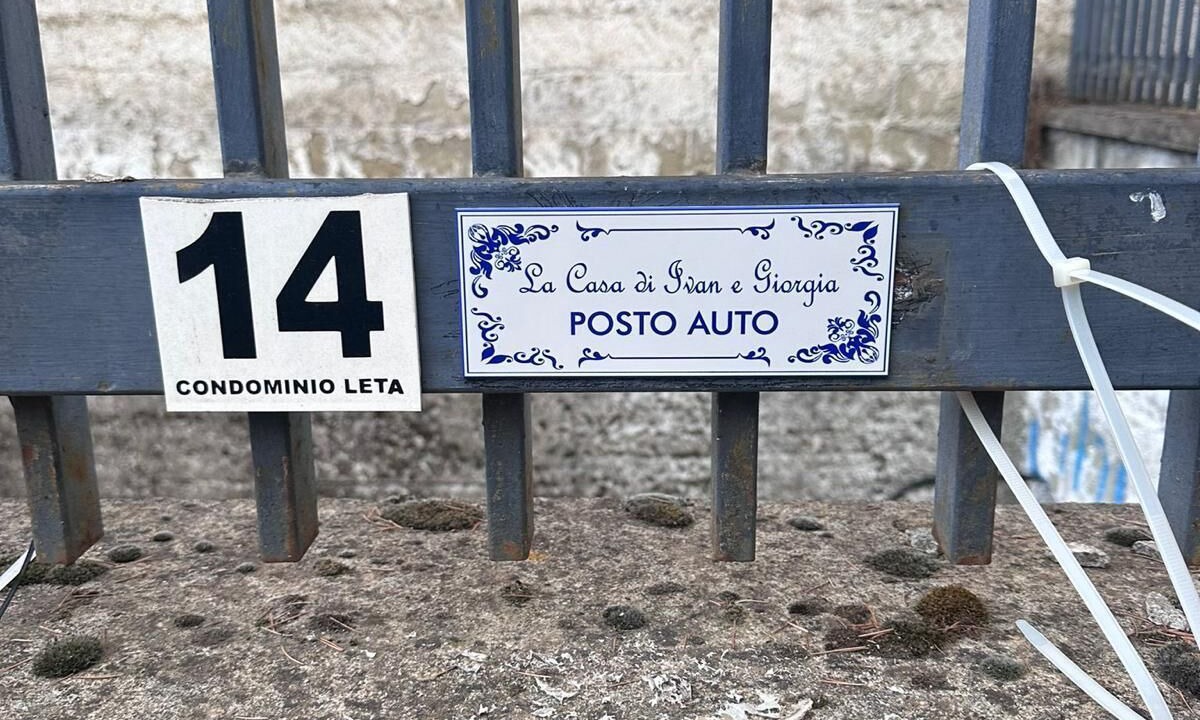 14
CONDOMINIO LETA
La Casa di Ivan e Giorgia
POSTO AUTO